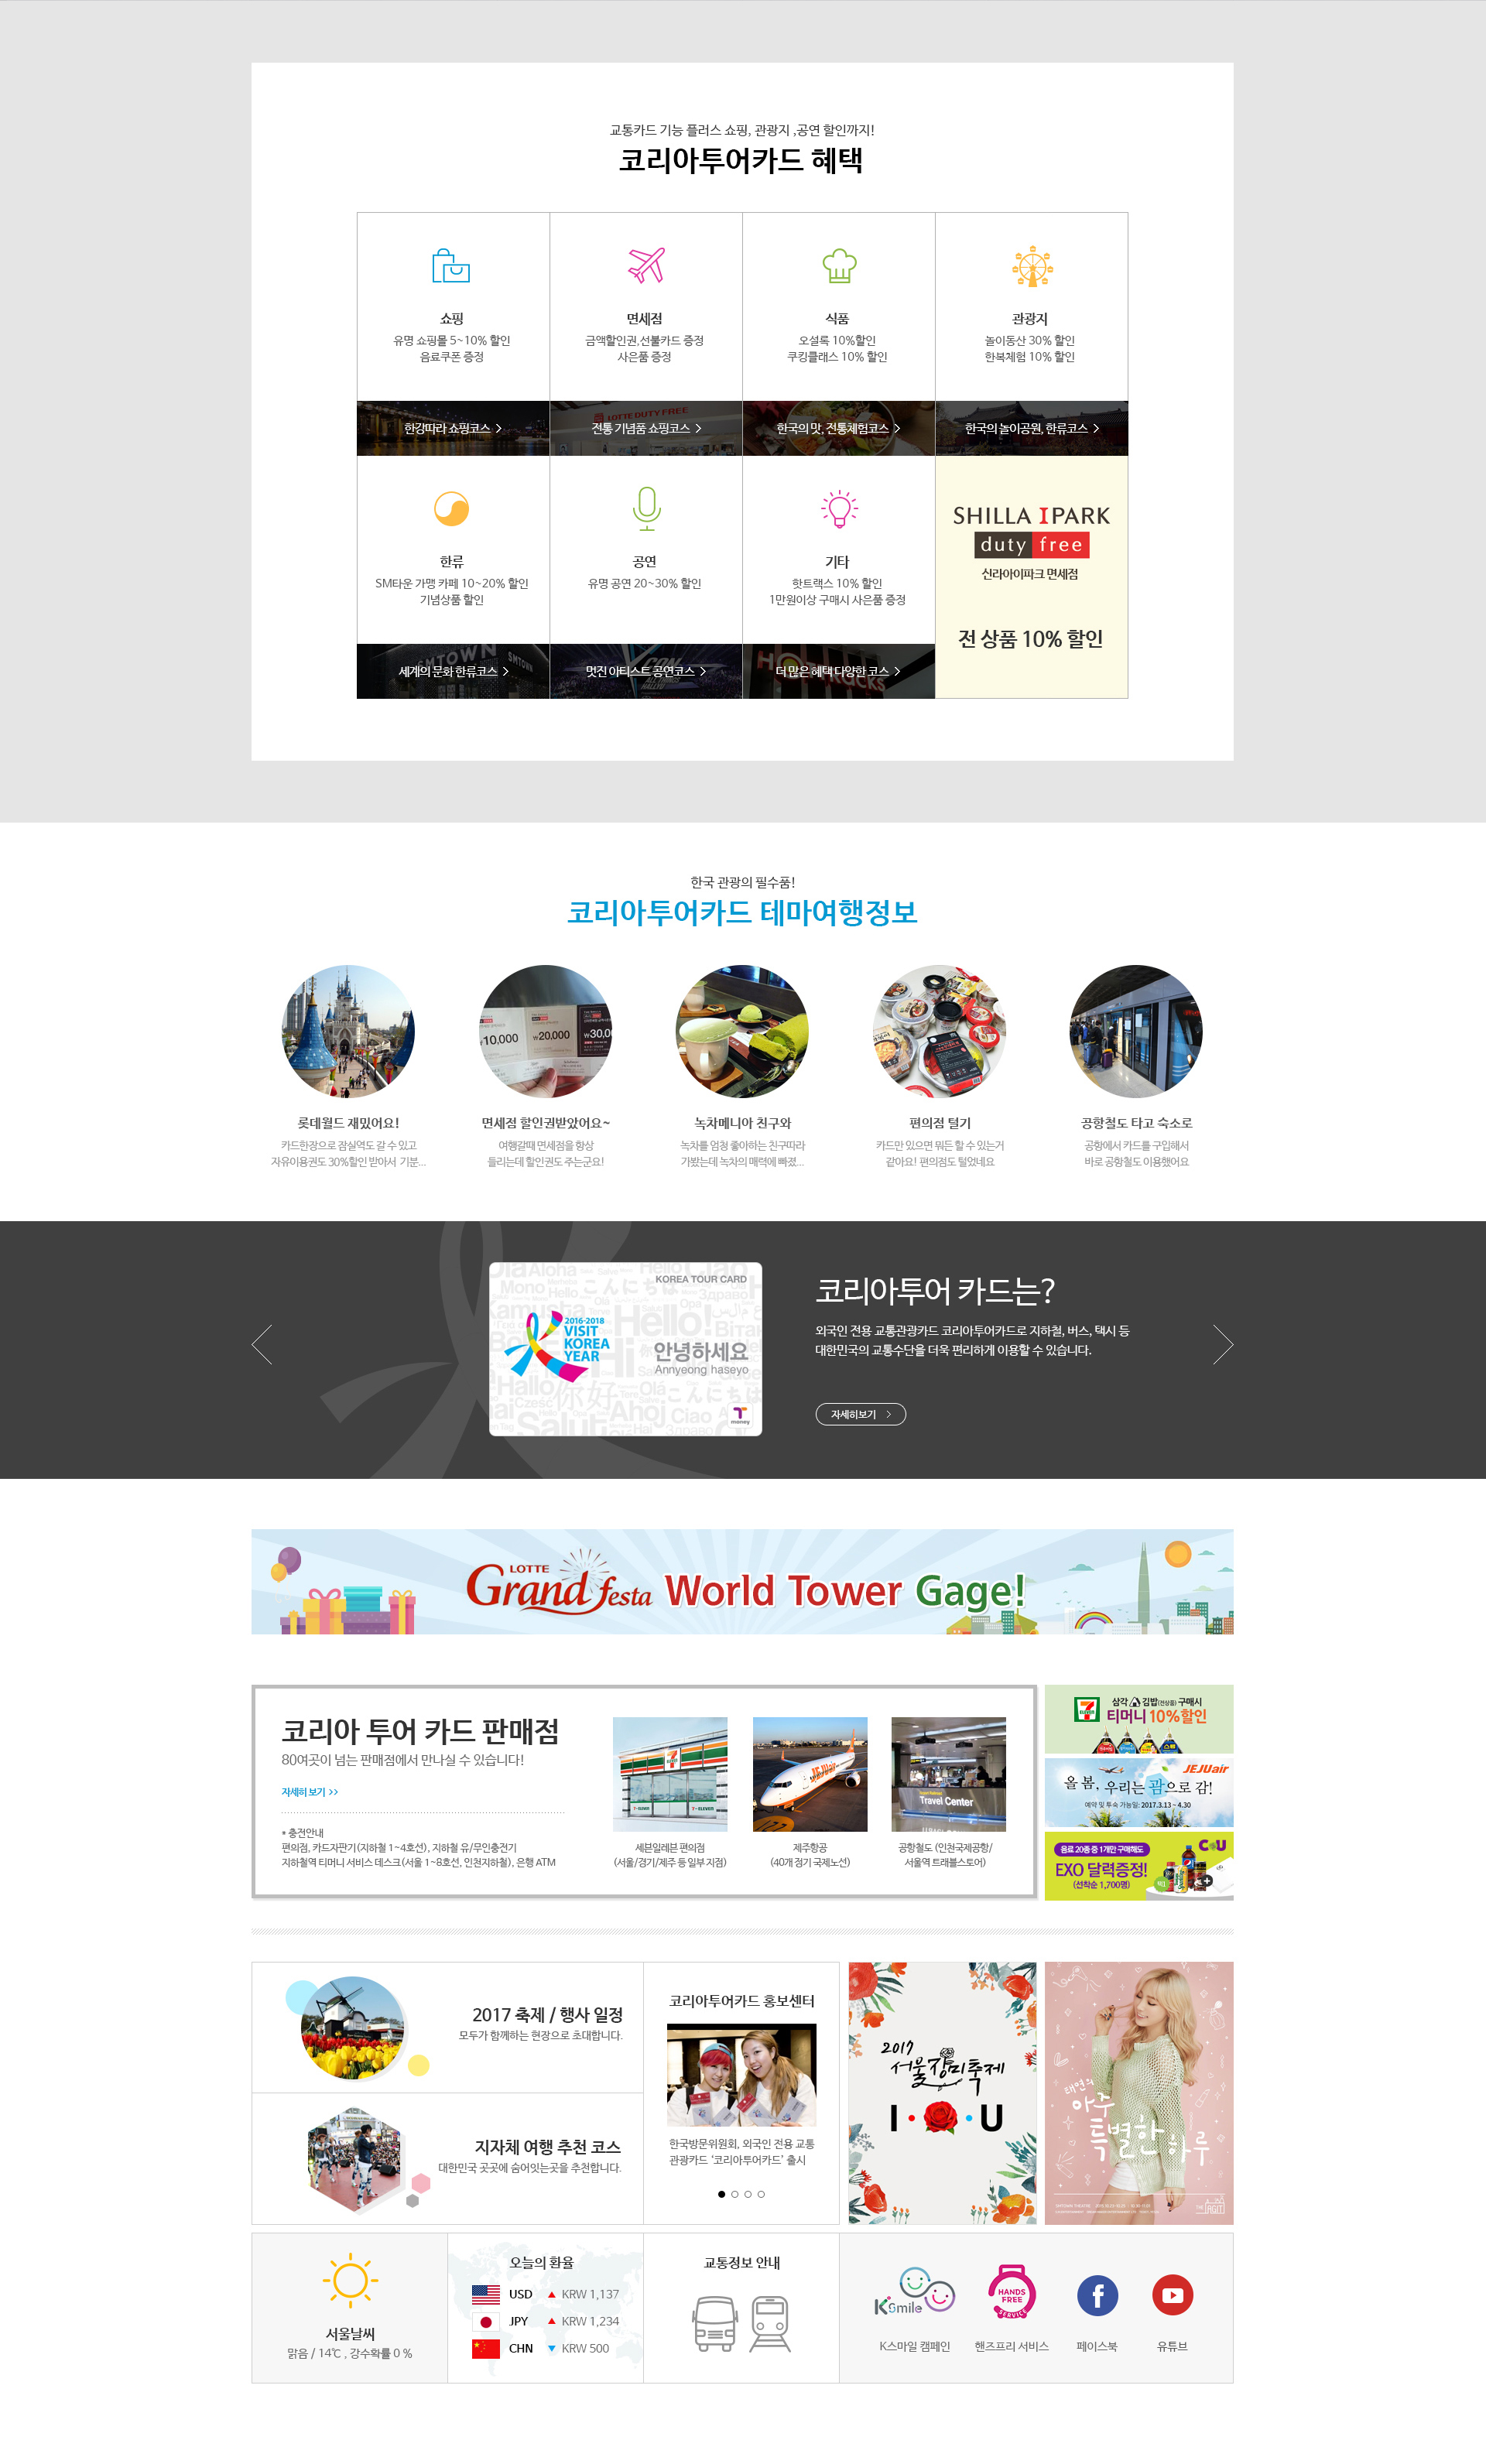 교통카드 기능 플러스 쇼핑, 관광지 ,공연 할인까지!
코리아투어카드 혜택
쇼핑
유명 쇼핑몰 5~10% 할인
음료쿠폰 증정
한강따라 쇼핑코스 >
면세점
금액할인권,선불카드 증정
사은품 증정
LOTTE DUTY FREE
전통 기념품 쇼핑코스 >
식품
오설록 10%할인
쿠킹클래스 10% 할인
한국의 맛, 전통체험코스 >
관광지
놀이동산 30% 할인
한복체험 10% 할인
한국의 놀이공원, 한류코스 >
한류
SM타운 가맹 카페 10~20% 할인
기념상품 할인
SMTOWN
세계의 문화 한류코스 >
공연
유명 공연 20~30% 할인
멋진 아티스트 공연코스 >
기타
핫트랙스 10% 할인
1만원이상 구매시 사은품 증정
더 많은 혜택 다양한 코스 >
SHILLA IPARK
duty free
신라아이파크 면세점
전 상품 10% 할인
한국 관광의 필수품!
코리아투어카드 테마여행정보
₩10,000
₩20,000
₩30,00
롯데월드 재밌어요!
카드한장으로 잠실역도 갈 수 있고
자유이용권도 30%할인 받아서 기분...
면세점 할인권받았어요~
여행갈때 면세점을 항상
들리는데 할인권도 주는군요!
녹차메니아 친구와
녹차를 엄청 좋아하는 친구따라
가봤는데 녹차의 매력에 빠졌...
편의점 털기
카드만 있으면 뭐든 할 수 있는거
같아요! 편의점도 털었네요
공항철도 타고 숙소로
공항에서 카드를 구입해서
바로 공항철도 이용했어요
KOREA TOUR CARD
2016-2018
VISIT
KOREA
YEAR
Hello!
안녕하세요
Annyeong haseyo
Aloha
Mono
こんにちは
Здраво
Kamusha
Hi
Hallo
你好
Olá
Cześć
Ahoj
Ciao
Salut
T
money
코리아투어 카드는?
외국인 전용 교통관광카드 코리아투어카드로 지하철, 버스, 택시 등
대한민국의 교통수단을 더욱 편리하게 이용할 수 있습니다.
자세히보기 >
LOTTE
Grand festa World Tower Gage!
코리아 투어 카드 판매점
80여곳이 넘는 판매점에서 만나실 수 있습니다!
자세히 보기 >>
* 충전안내
편의점, 카드자판기(지하철 1~4호선), 지하철 유/무인충전기
지하철역 티머니 서비스 데스크(서울 1~8호선, 인천지하철), 은행 ATM
7-ELEVEN
세븐일레븐 편의점
(서울/경기/제주 등 일부 지점)
JEJUair
제주항공
(40개 정기 국제노선)
Travel Center
공항철도 (인천국제공항/
서울역 트래블스토어)
7 ELEVEN
삼각 김밥(전상품) 구매시
티머니 10%할인
JEJUair
올 봄, 우리는 괌으로 감!
예약 및 투숙 가능일: 2017.3.13 ~ 4.30
음료 20종 중 1개만 구매해도
CU
EXO 달력증정!
(선착순 1,700명)
2017 축제 / 행사 일정
모두가 함께하는 현장으로 초대합니다.
지자체 여행 추천 코스
대한민국 곳곳에 숨어잇는곳을 추천합니다.
코리아투어카드 홍보센터
한국방문위원회, 외국인 전용 교통
관광카드 '코리아투어카드' 출시
2017
서울장미축제
I · U
태연의
아주
특별한
하루
THE AGIT
서울날씨
맑음 / 14℃ , 강수확률 0 %
오늘의 환율
USD ▲ KRW 1,137
JPY ▲ KRW 1,234
CHN ▼ KRW 500
교통정보 안내
K smile
K스마일 캠페인
HANDS
FREE
SERVICE
핸즈프리 서비스
f
페이스북
유튜브